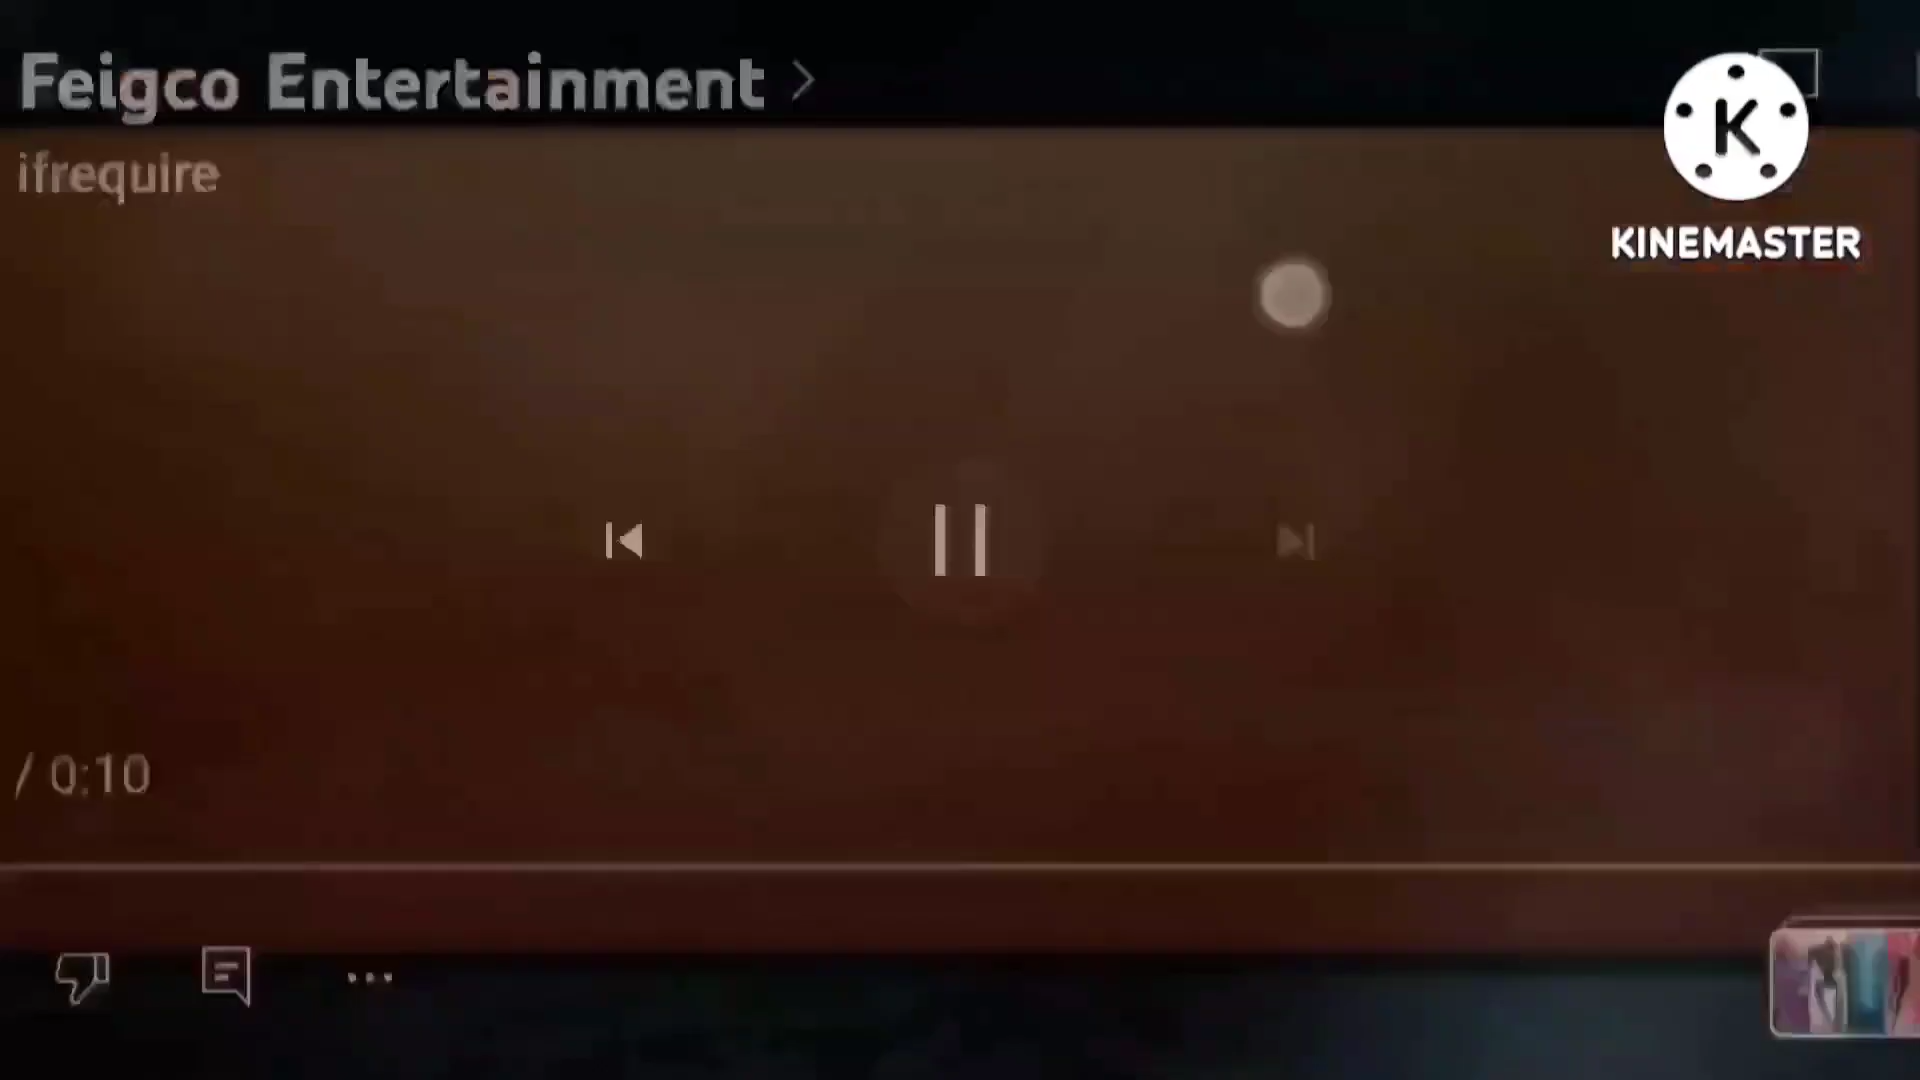 Feigco Entertainment
ifrequire
K
KINEMASTER
/ 0:10